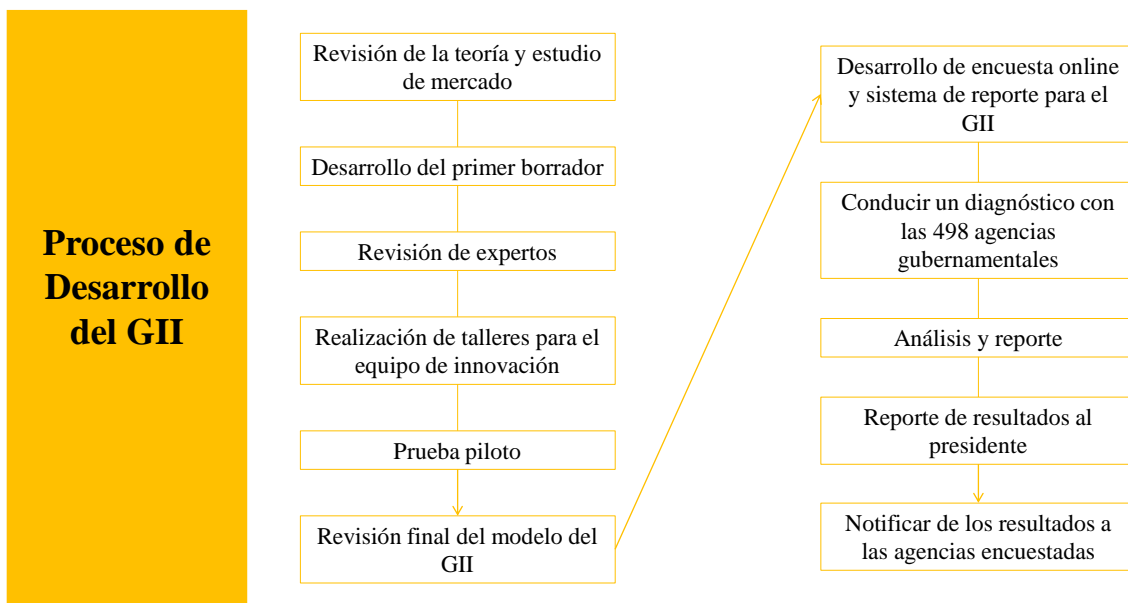 Proceso de
Desarrollo
del GII
Revisión de la teoría y estudio
de mercado
Desarrollo del primer borrador
Revisión de expertos
Realización de talleres para el
equipo de innovación
Prueba piloto
Revisión final del modelo del
GII
Desarrollo de encuesta online
y sistema de reporte para el
GII
Conducir un diagnóstico con
las 498 agencias
gubernamentales
Análisis y reporte
Reporte de resultados al
presidente
Notificar de los resultados a
las agencias encuestadas